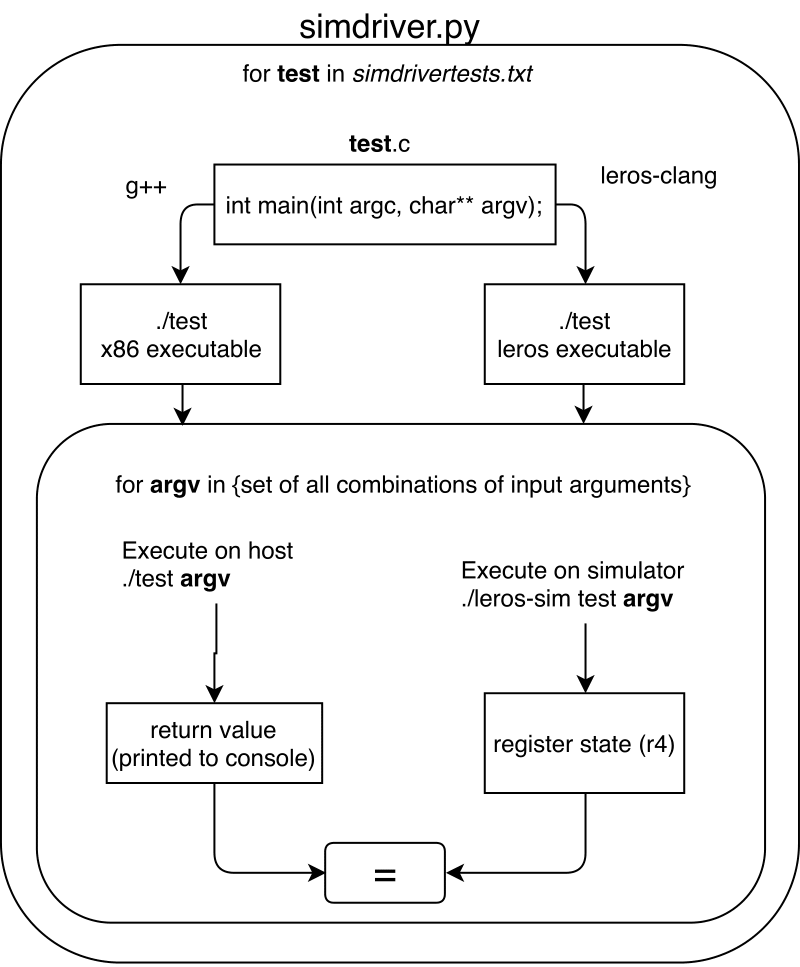 simdriver.py
for test in simdrivertests.txt
test.c
g++
leros-clang
int main(int argc, char** argv);
./test
x86 executable
./test
leros executable
for argv in {set of all combinations of input arguments}
Execute on host
./test argv
Execute on simulator
./leros-sim test argv
return value
(printed to console)
register state (r4)
=